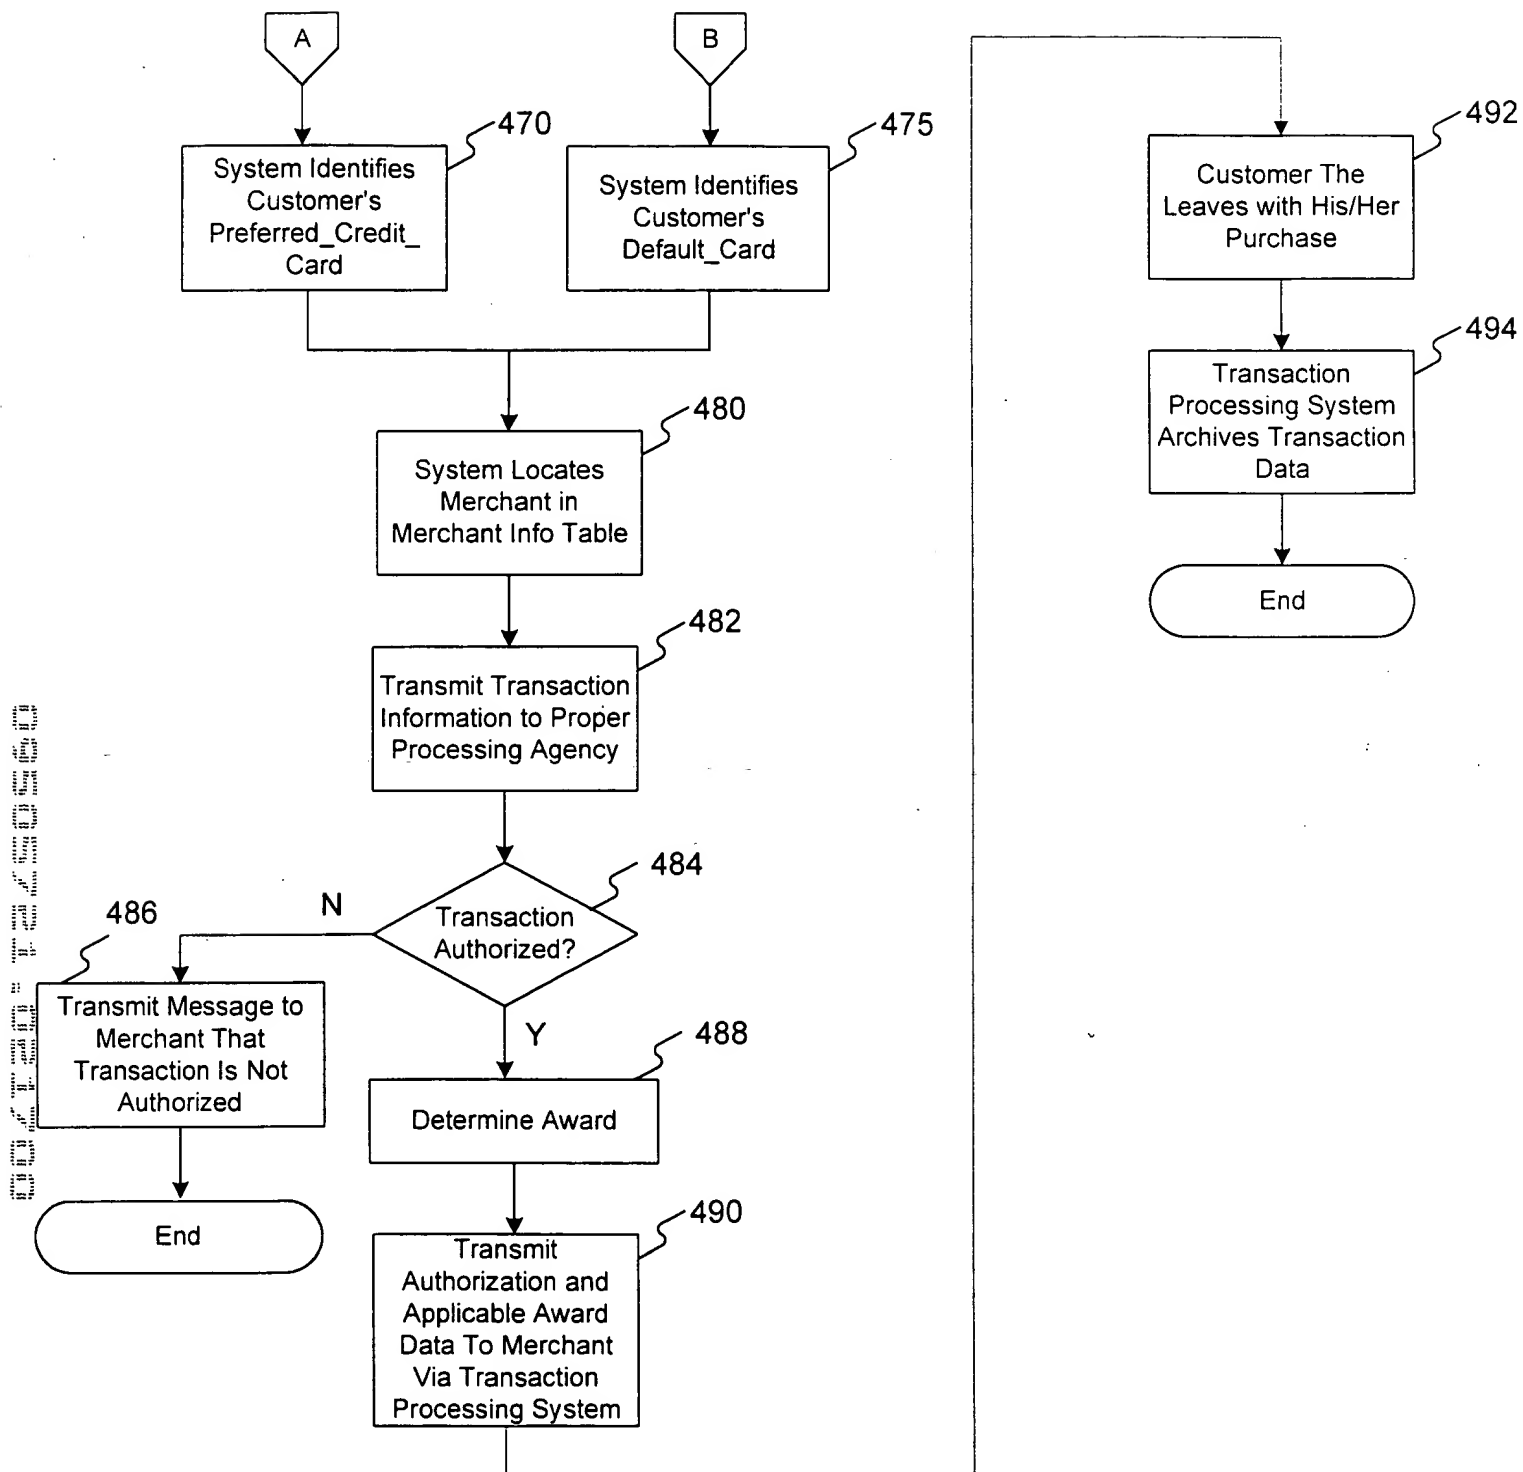 A
B
470
System Identifies
Customer's
Preferred_Credit_
Card
475
System Identifies
Customer's
Default_Card
480
System Locates
Merchant in
Merchant Info Table
482
Transmit Transaction
Information to Proper
Processing Agency
484
Transaction
Authorized?
N
Y
486
Transmit Message to
Merchant That
Transaction Is Not
Authorized
End
488
Determine Award
490
Transmit
Authorization and
Applicable Award
Data To Merchant
Via Transaction
Processing System
492
Customer The
Leaves with His/Her
Purchase
494
Transaction
Processing System
Archives Transaction
Data
End